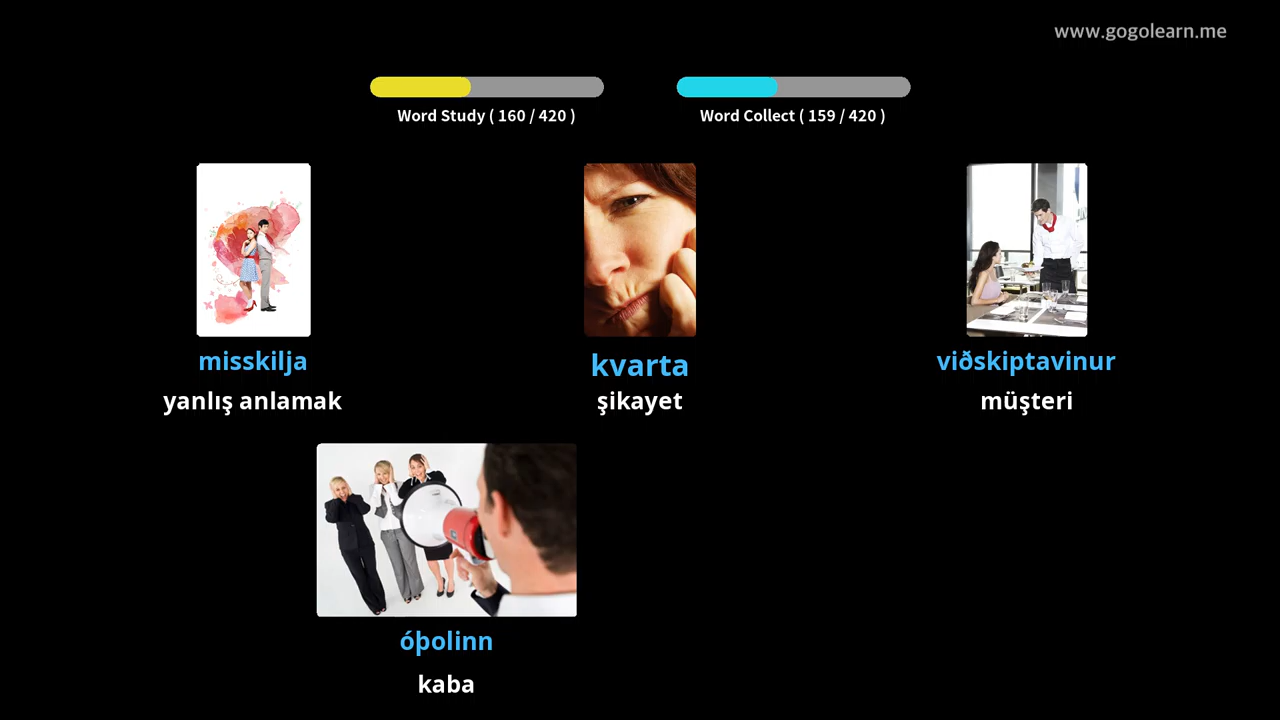 www.gogolearn.me
Word Study ( 160 / 420 )
Word Collect ( 159 / 420 )
misskilja
kvarta
viðskiptavinur
yanlış anlamak
şikayet
müşteri
óþolinn
kaba